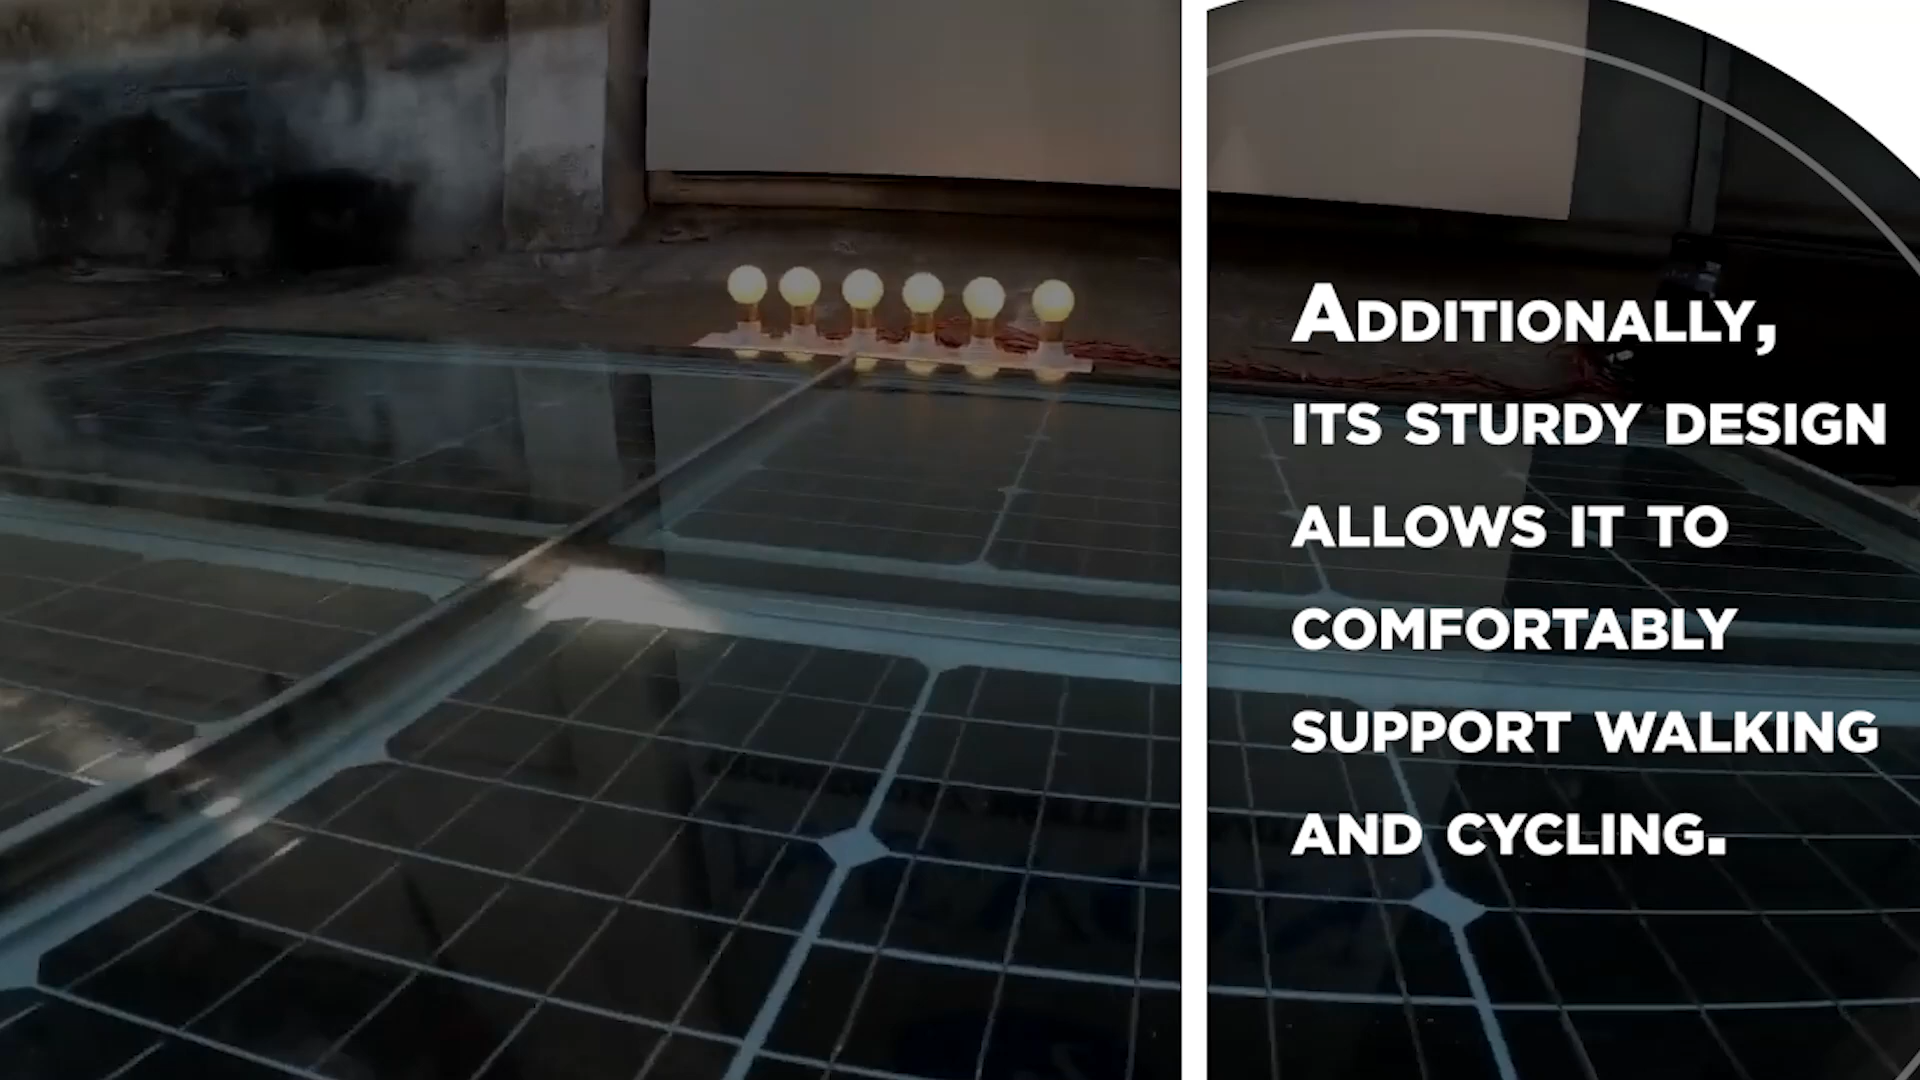 Additionally,
its sturdy design
allows it to
comfortably
support walking
and cycling.